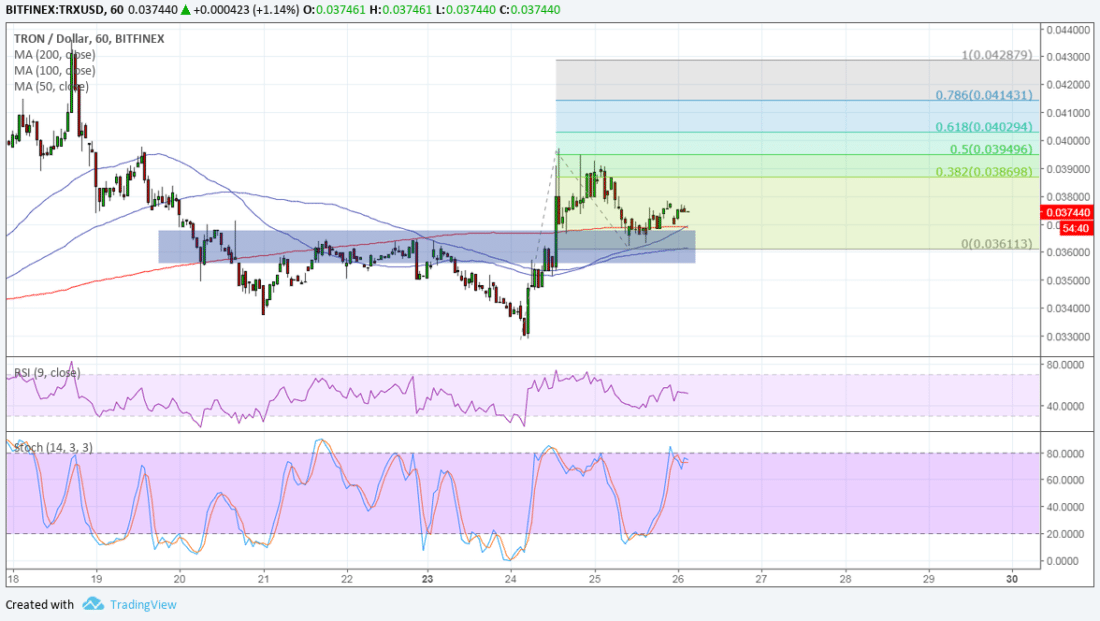 BITFINEX:TRXUSD, 60 0.037440 ▲ +0.000423 (+1.14%) O:0.037461 H:0.037461 L:0.037440 C:0.037440
TRON / Dollar, 60, BITFINEX
MA (200, close)
MA (100, close)
MA (50, close)
1(0.042879)
0.786(0.041431)
0.618(0.040294)
0.5(0.039496)
0.382(0.038698)
0(0.036113)
0.044000
0.043000
0.042000
0.041000
0.040000
0.039000
0.038000
0.037440
54:40
0.036000
0.035000
0.034000
0.033000
RSI (9, close)
80.0000
40.0000
Stoch (14, 3, 3)
80.0000
60.0000
40.0000
20.0000
0.0000
18 19 20 21 22 23 24 25 26 27 28 29 30
Created with TradingView